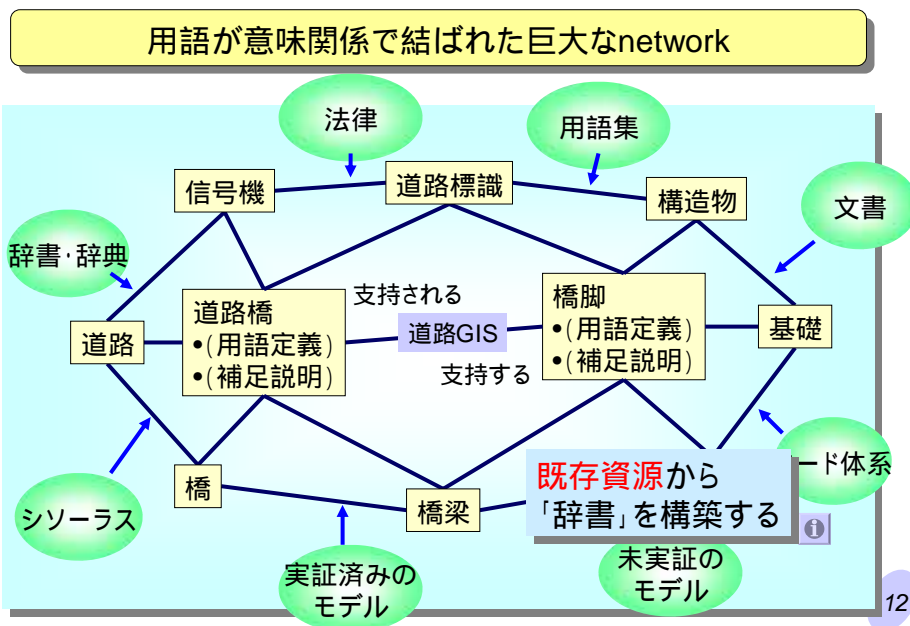 用語が意味関係で結ばれた巨大なnetwork
法律
用語集
信号機
道路標識
構造物
文書
辞書・辞典
道路橋
•(用語定義)
•(補足説明)
支持される
道路GIS
支持する
橋脚
•(用語定義)
•(補足説明)
道路
基礎
シソーラス
橋
橋梁
既存資源から
「辞書」を構築する
ード体系
実証済みの
モデル
未実証の
モデル
12